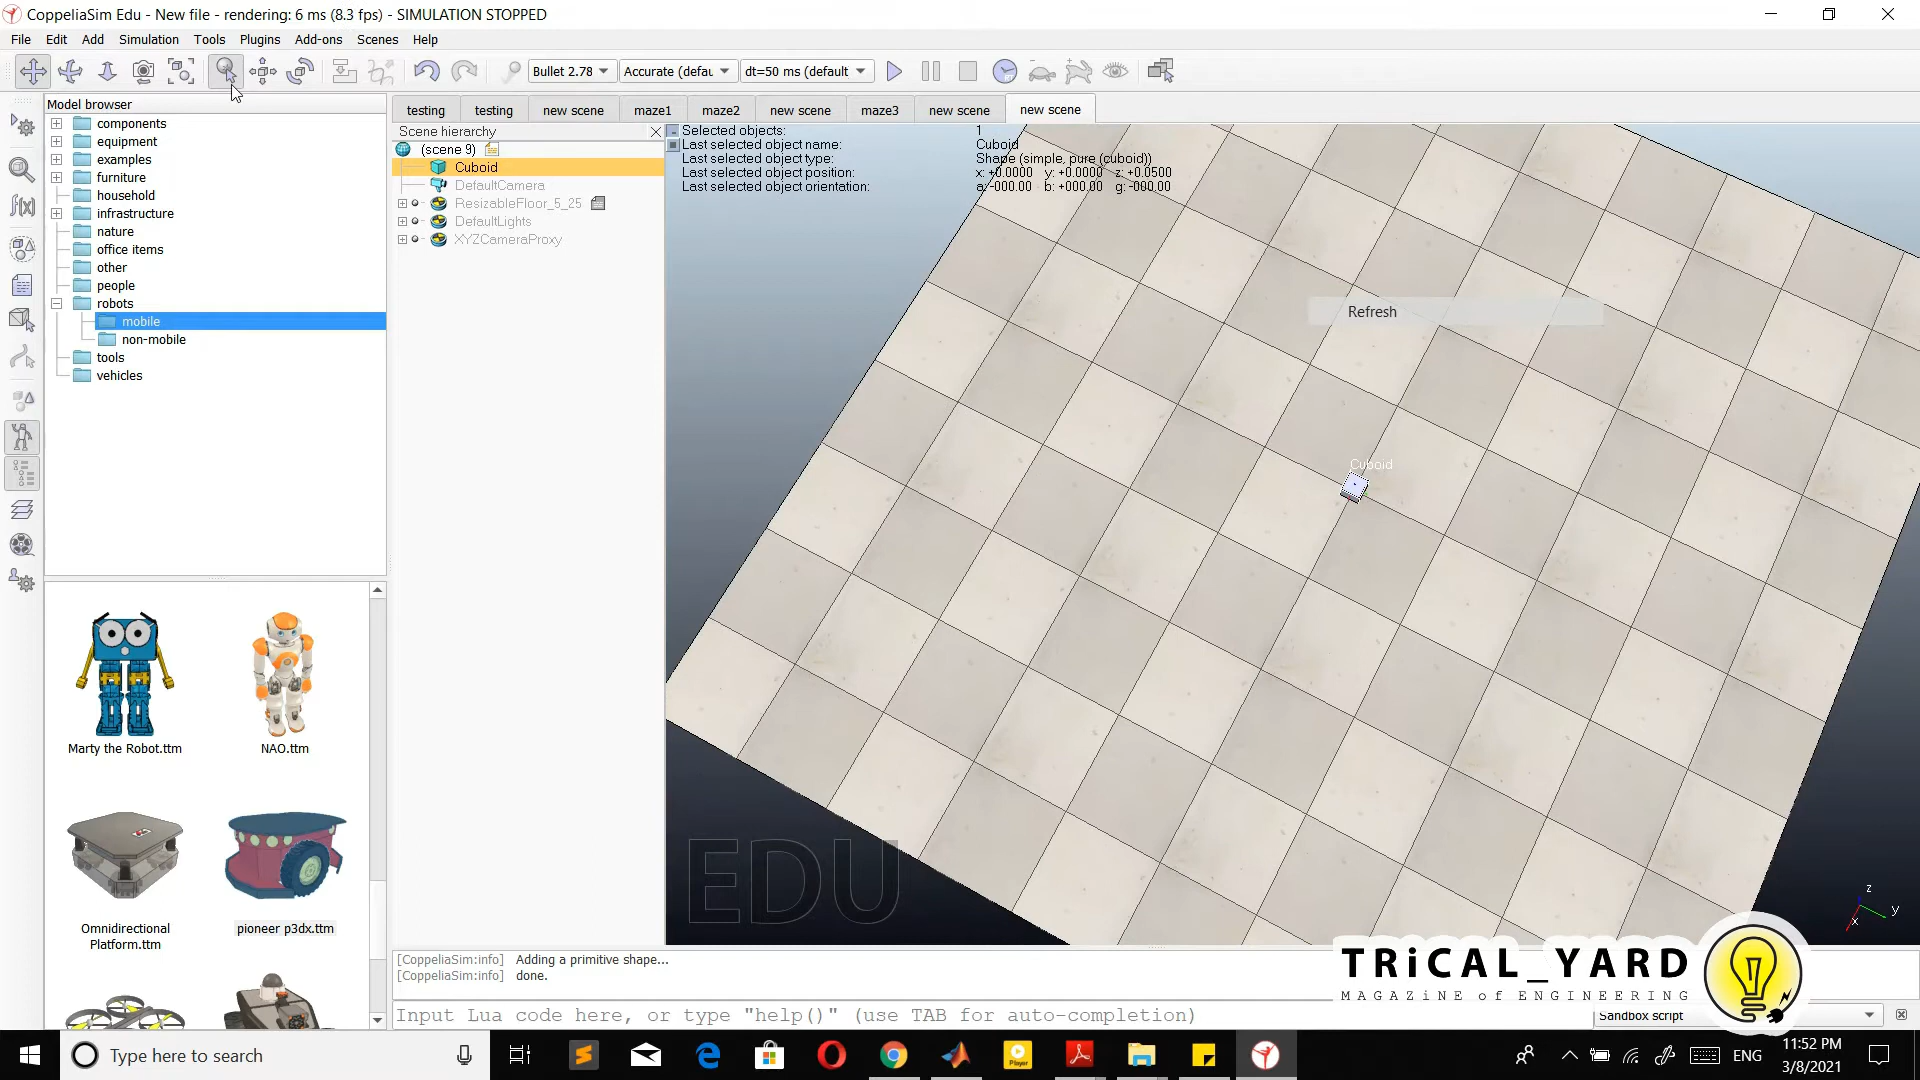 CoppeliaSim Edu - New file - rendering: 6 ms (8.3 fps) - SIMULATION STOPPED
File Edit Add Simulation Tools Plugins Add-ons Scenes Help
Bullet 2.78 Accurate (defau dt=50 ms (default
Model browser
components
equipment
examples
furniture
household
infrastructure
nature
office items
other
people
robots
mobile
non-mobile
tools
vehicles
Marty the Robot.ttm
NAO.ttm
Omnidirectional
Platform.ttm
pioneer p3dx.ttm
testing testing new scene maze1 maze2 new scene maze3 new scene new scene
Scene hierarchy
(scene 9)
Cuboid
DefaultCamera
ResizableFloor_5_25
DefaultLights
XYZCameraProxy
Selected objects: 1
Last selected object name: Cuboid
Last selected object type: Shape (simple, pure (cuboid))
Last selected object position: x: +0.0000 y: +0.0000 z: +0.0500
Last selected object orientation: a: -000.00 b: +000.00 g: -000.00
Refresh
Cuboid
EDU
z
y
x
[CoppeliaSim:info] Adding a primitive shape...
[CoppeliaSim:info] done.
Input Lua code here, or type "help()" (use TAB for auto-completion)
Sandbox script
TRiCAL_YARD
MAGAZiNE of ENGINEERING
Type here to search
Player
ENG
11:52 PM
3/8/2021